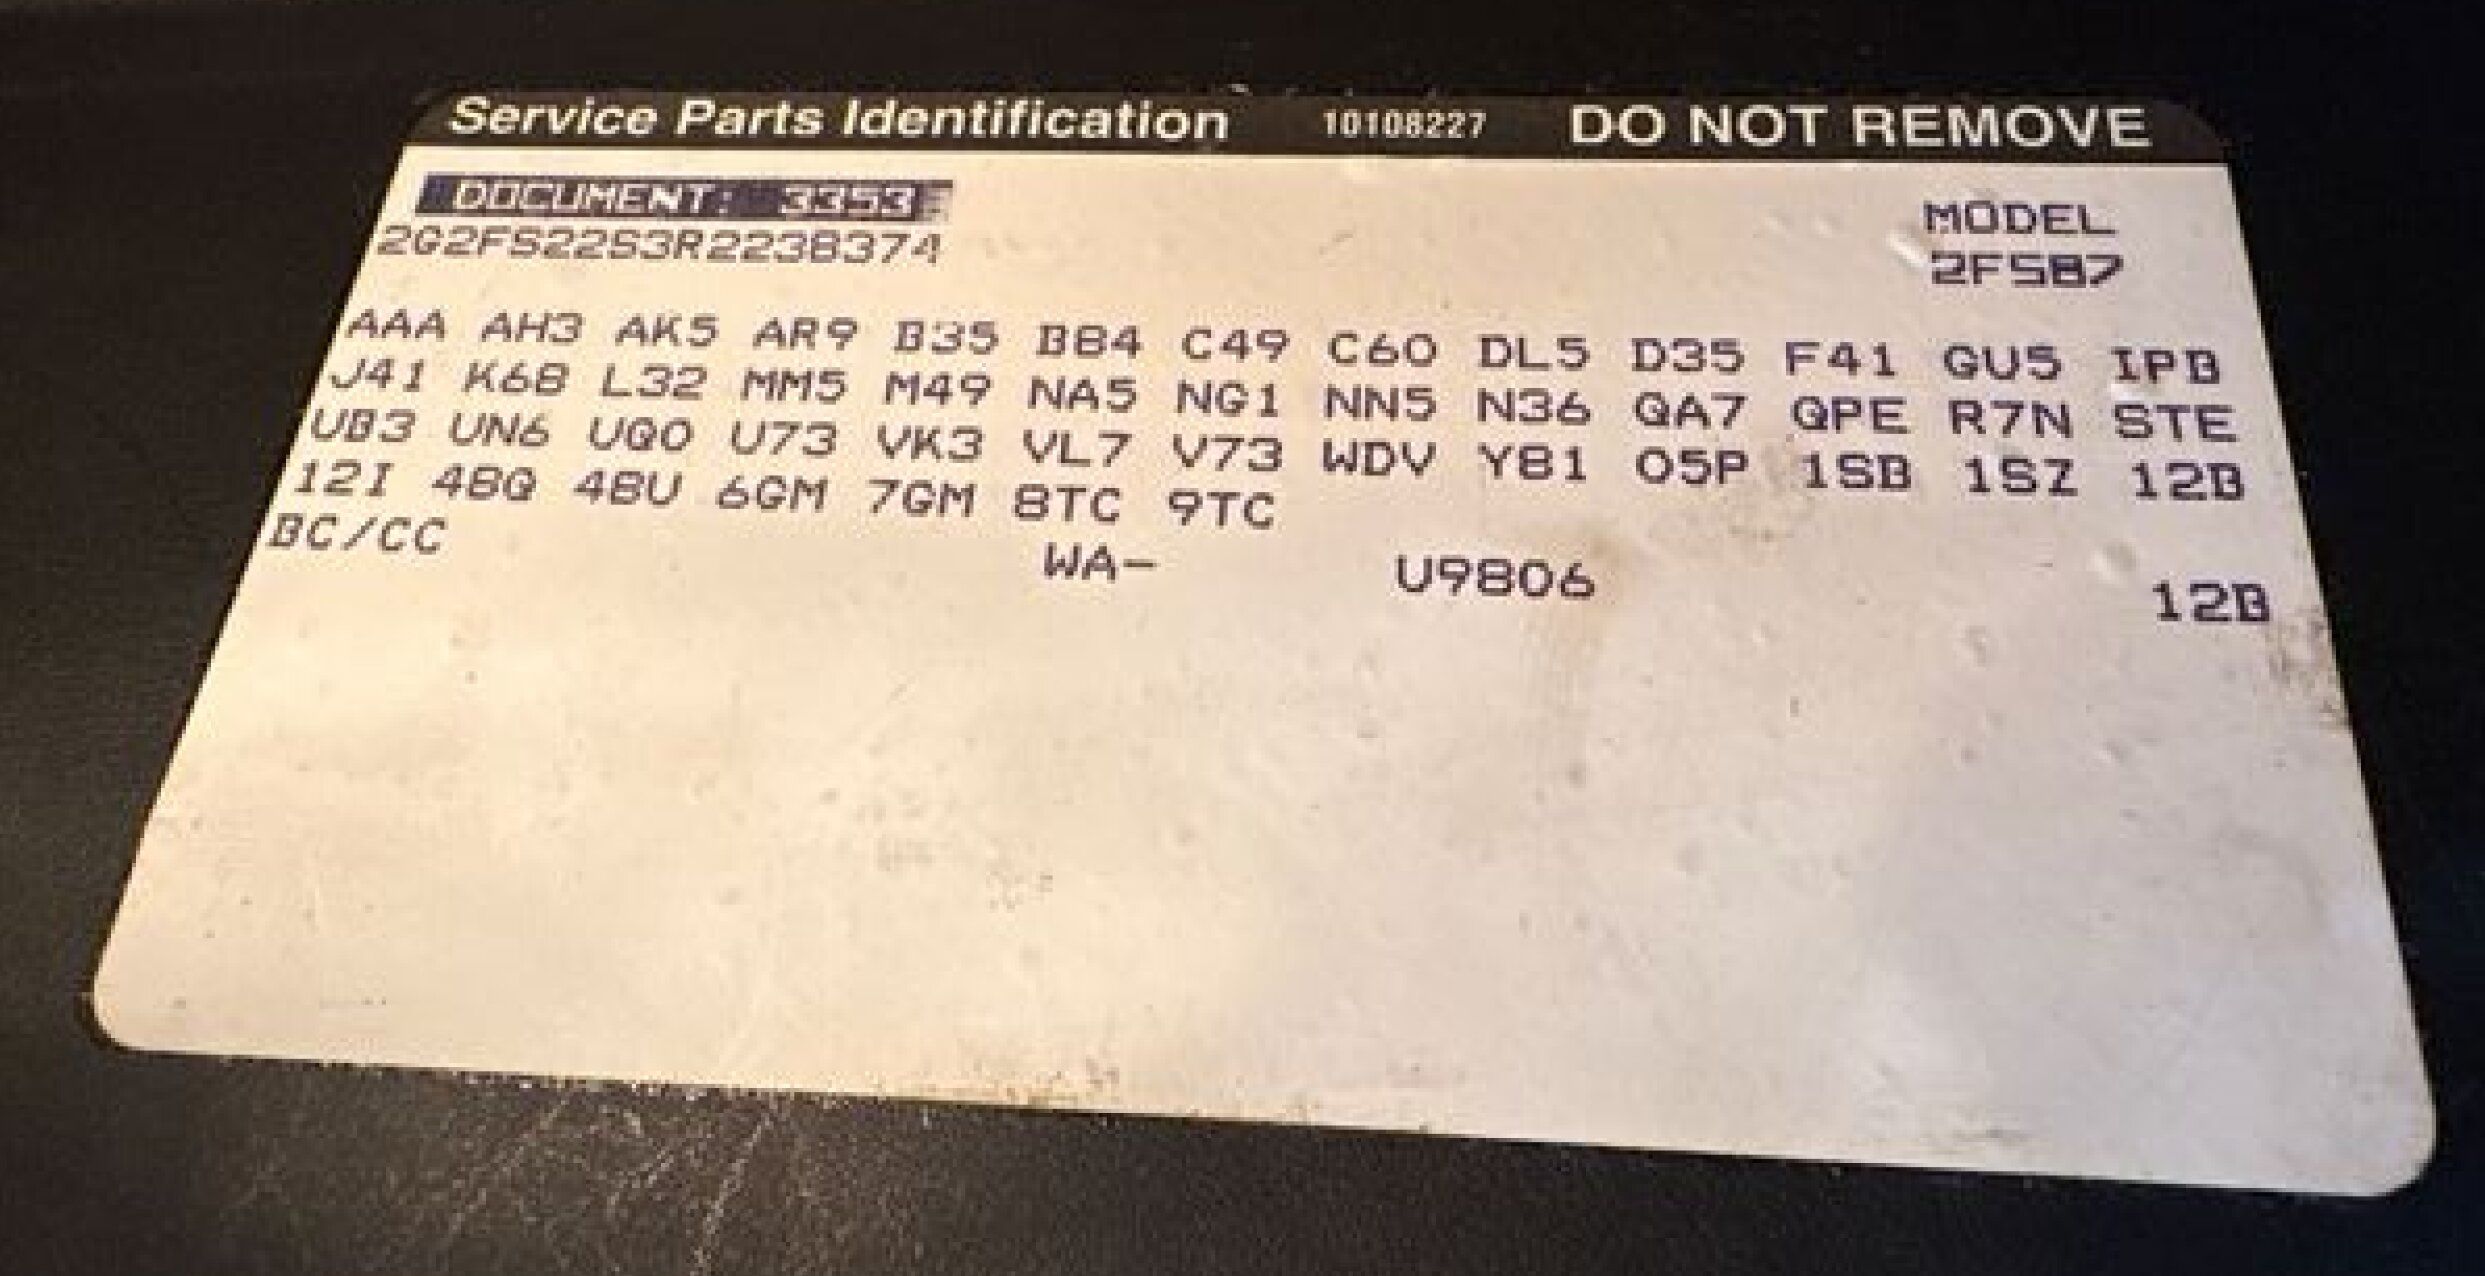 Service Parts Identification 10108227 DO NOT REMOVE
DOCUMENT: 3353
2G2FS22S3R2238374
MODEL
2FS87
AAA AH3 AK5 AR9 B35 B84 C49 C60 DL5 D35 F41 GU5 IPB
J41 K68 L32 MM5 M49 NA5 NG1 NN5 N36 QA7 QPE R7N STE
UB3 UN6 UQ0 U73 VK3 VL7 V73 WDV Y81 05P 1SB 1SZ 12B
12I 4BQ 4BU 6GM 7GM 8TC 9TC
BC/CC WA- U9806 12B